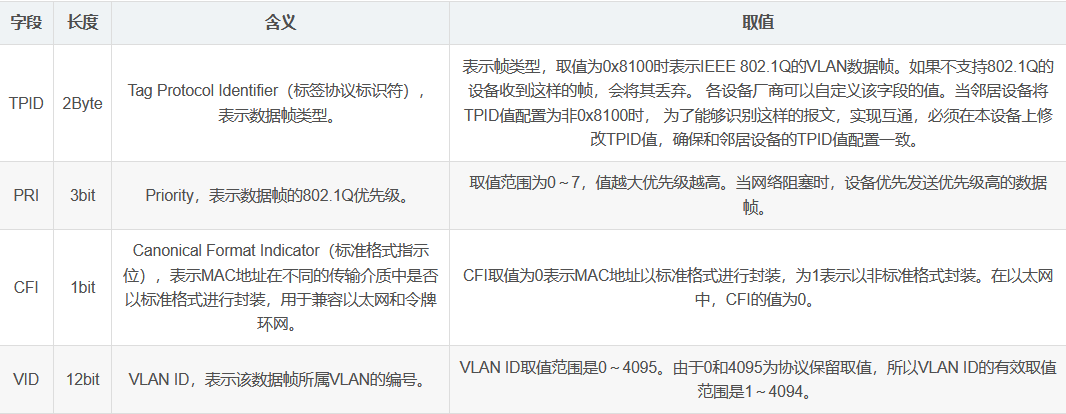 字段 长度 含义 取值
TPID 2Byte Tag Protocol Identifier（标签协议标识符），
表示数据帧类型。
表示帧类型，取值为0x8100时表示IEEE 802.1Q的VLAN数据帧。如果不支持802.1Q的
设备收到这样的帧，会将其丢弃。 各设备厂商可以自定义该字段的值。当邻居设备将
TPID值配置为非0x8100时， 为了能够识别这样的报文，实现互通，必须在本设备上修
改TPID值，确保和邻居设备的TPID值配置一致。
PRI 3bit Priority，表示数据帧的802.1Q优先级。
取值范围为0～7，值越大优先级越高。当网络阻塞时，设备优先发送优先级高的数据
帧。
CFI 1bit Canonical Format Indicator（标准格式指示
位），表示MAC地址在不同的传输介质中是否
以标准格式进行封装，用于兼容以太网和令牌
环网。
CFI取值为0表示MAC地址以标准格式进行封装，为1表示以非标准格式封装。在以太网
中，CFI的值为0。
VID 12bit VLAN ID，表示该数据帧所属VLAN的编号。
VLAN ID取值范围是0～4095。由于0和4095为协议保留取值，所以VLAN ID的有效取值
范围是1～4094。